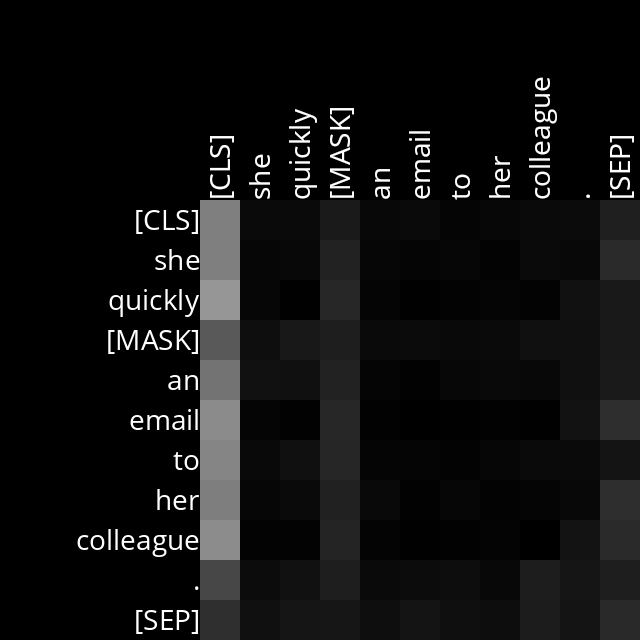 [CLS] she quickly [MASK] an email to her colleague . [SEP]
[CLS]
she
quickly
[MASK]
an
email
to
her
colleague
.
[SEP]